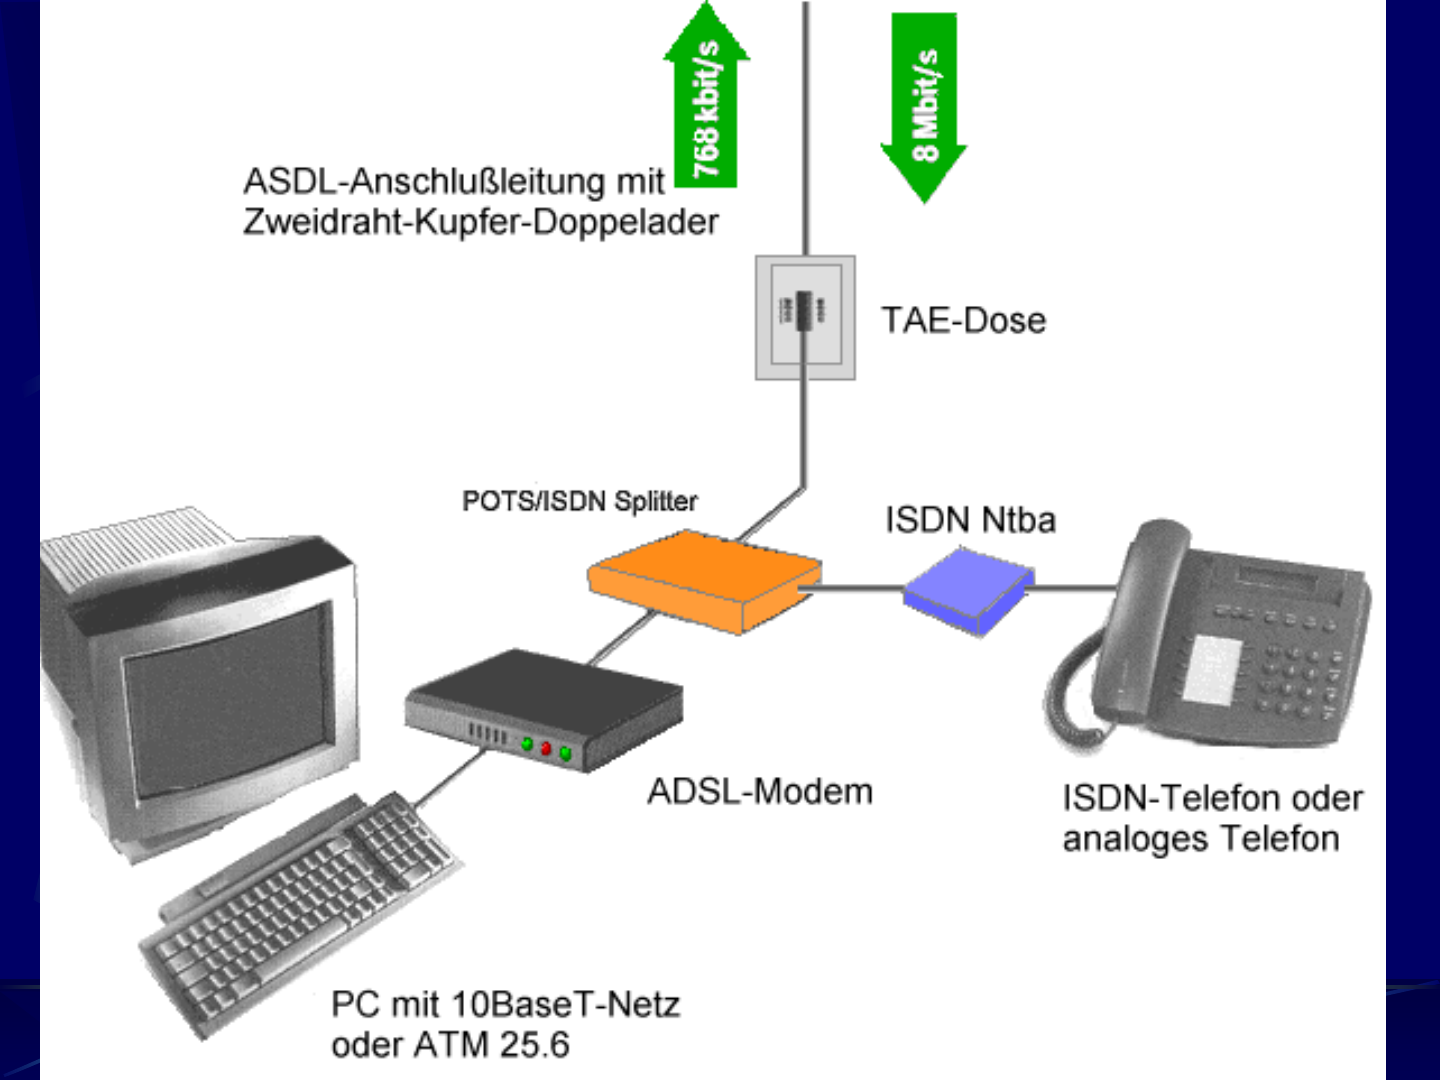 768 kbit/s
8 Mbit/s
ASDL-Anschlußleitung mit
Zweidraht-Kupfer-Doppelader
TAE-Dose
POTS/ISDN Splitter
ISDN Ntba
ADSL-Modem
ISDN-Telefon oder
analoges Telefon
PC mit 10BaseT-Netz
oder ATM 25.6